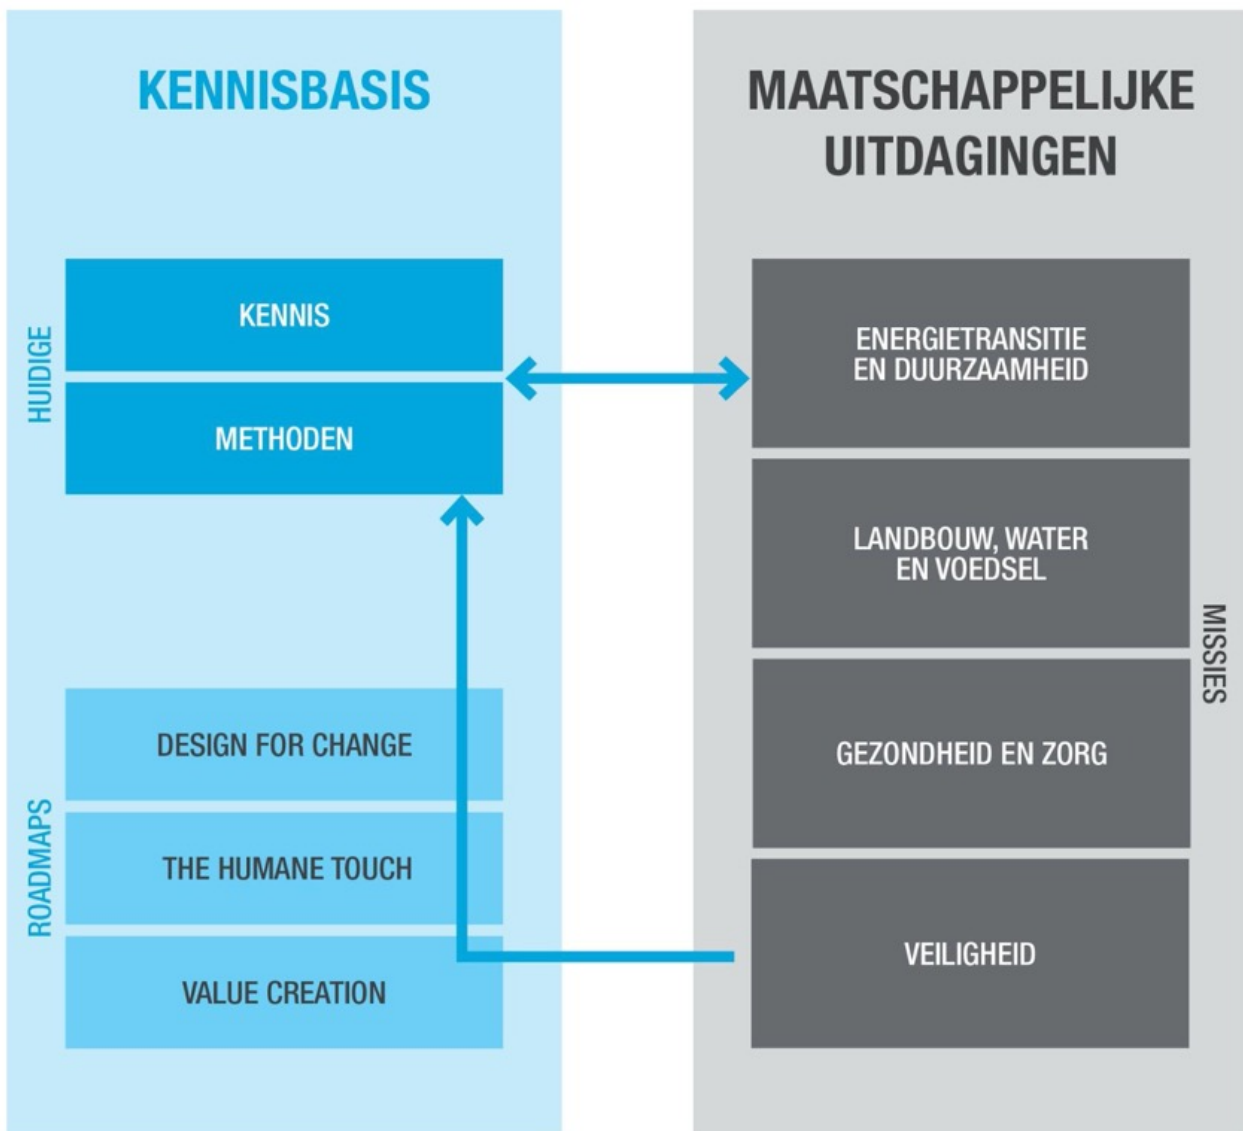 KENNISBASIS
HUIDIGE
KENNIS
METHODEN
ROADMAPS
DESIGN FOR CHANGE
THE HUMANE TOUCH
VALUE CREATION
MAATSCHAPPELIJKE
UITDAGINGEN
ENERGIETRANSITIE
EN DUURZAAMHEID
LANDBOUW, WATER
EN VOEDSEL
GEZONDHEID EN ZORG
VEILIGHEID
MISSIES